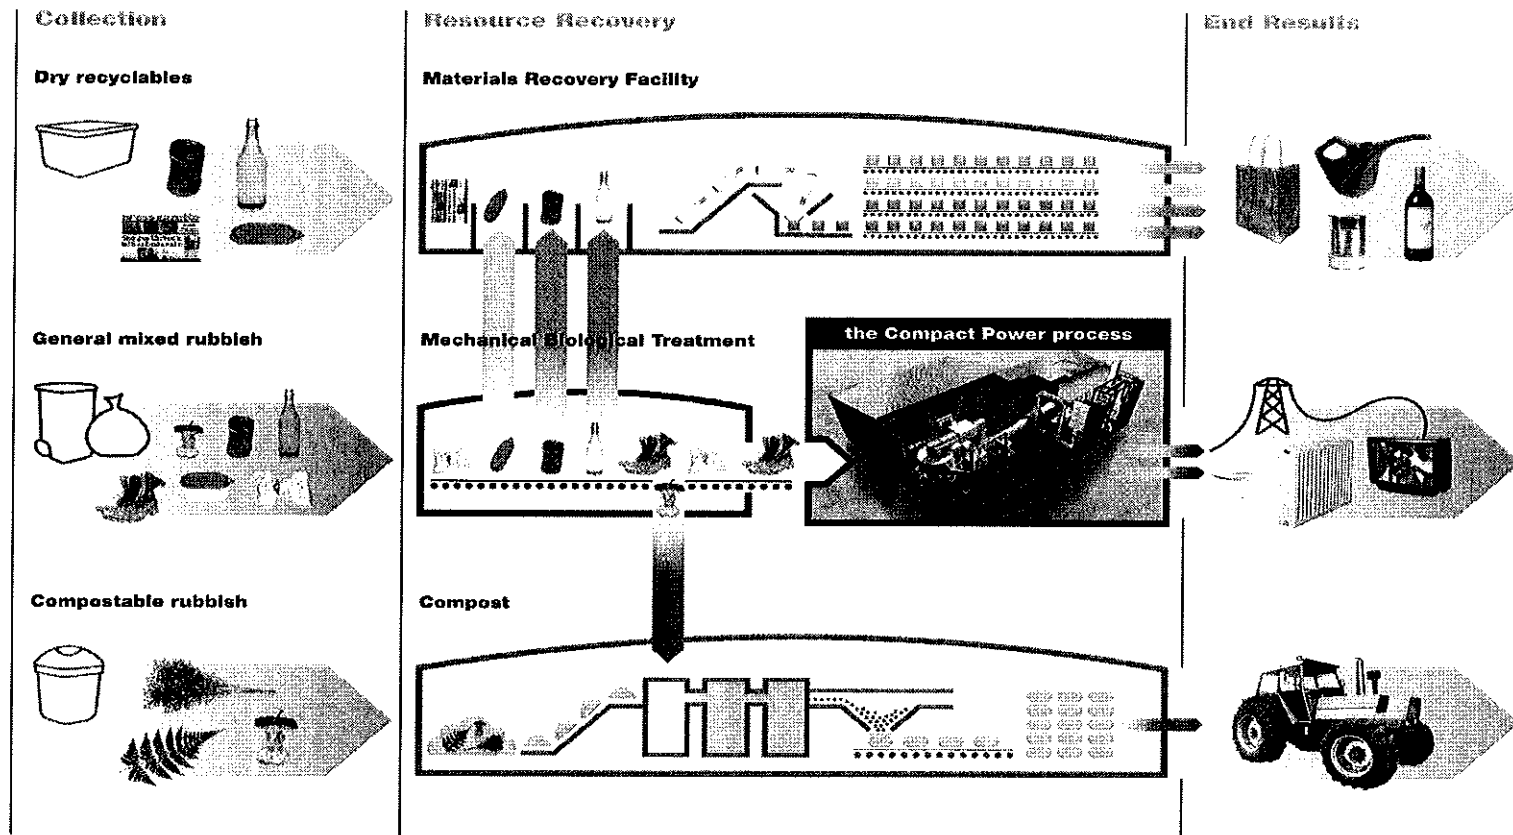 Collection
Resource Recovery
End Results
Dry recyclables
Materials Recovery Facility
General mixed rubbish
Mechanical Biological Treatment
the Compact Power process
Compostable rubbish
Compost